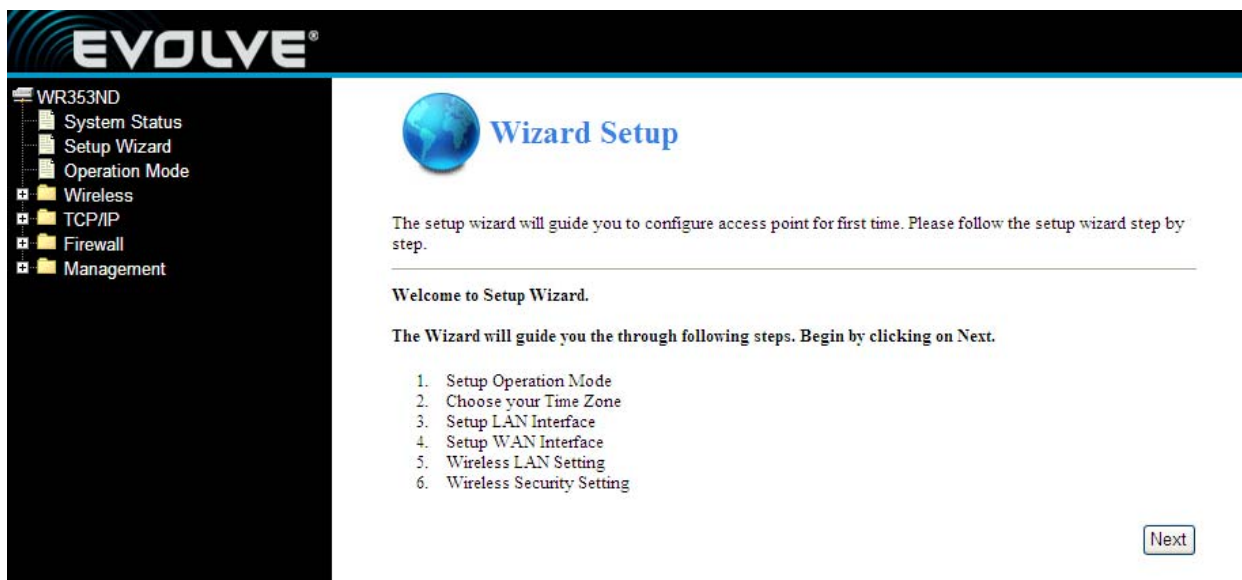 EVOLVE®
WR353ND
System Status
Setup Wizard
Operation Mode
Wireless
TCP/IP
Firewall
Management
Wizard Setup
The setup wizard will guide you to configure access point for first time. Please follow the setup wizard step by
step.
Welcome to Setup Wizard.
The Wizard will guide you the through following steps. Begin by clicking on Next.
1. Setup Operation Mode
2. Choose your Time Zone
3. Setup LAN Interface
4. Setup WAN Interface
5. Wireless LAN Setting
6. Wireless Security Setting
Next